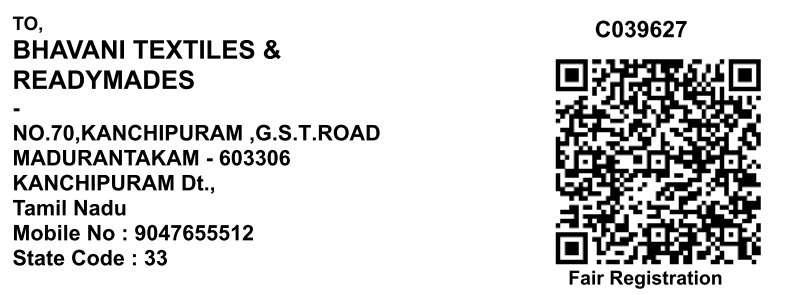 TO,
BHAVANI TEXTILES &
READYMADES
-
NO.70,KANCHIPURAM ,G.S.T.ROAD
MADURANTAKAM - 603306
KANCHIPURAM Dt.,
Tamil Nadu
Mobile No : 9047655512
State Code : 33
C039627
Fair Registration